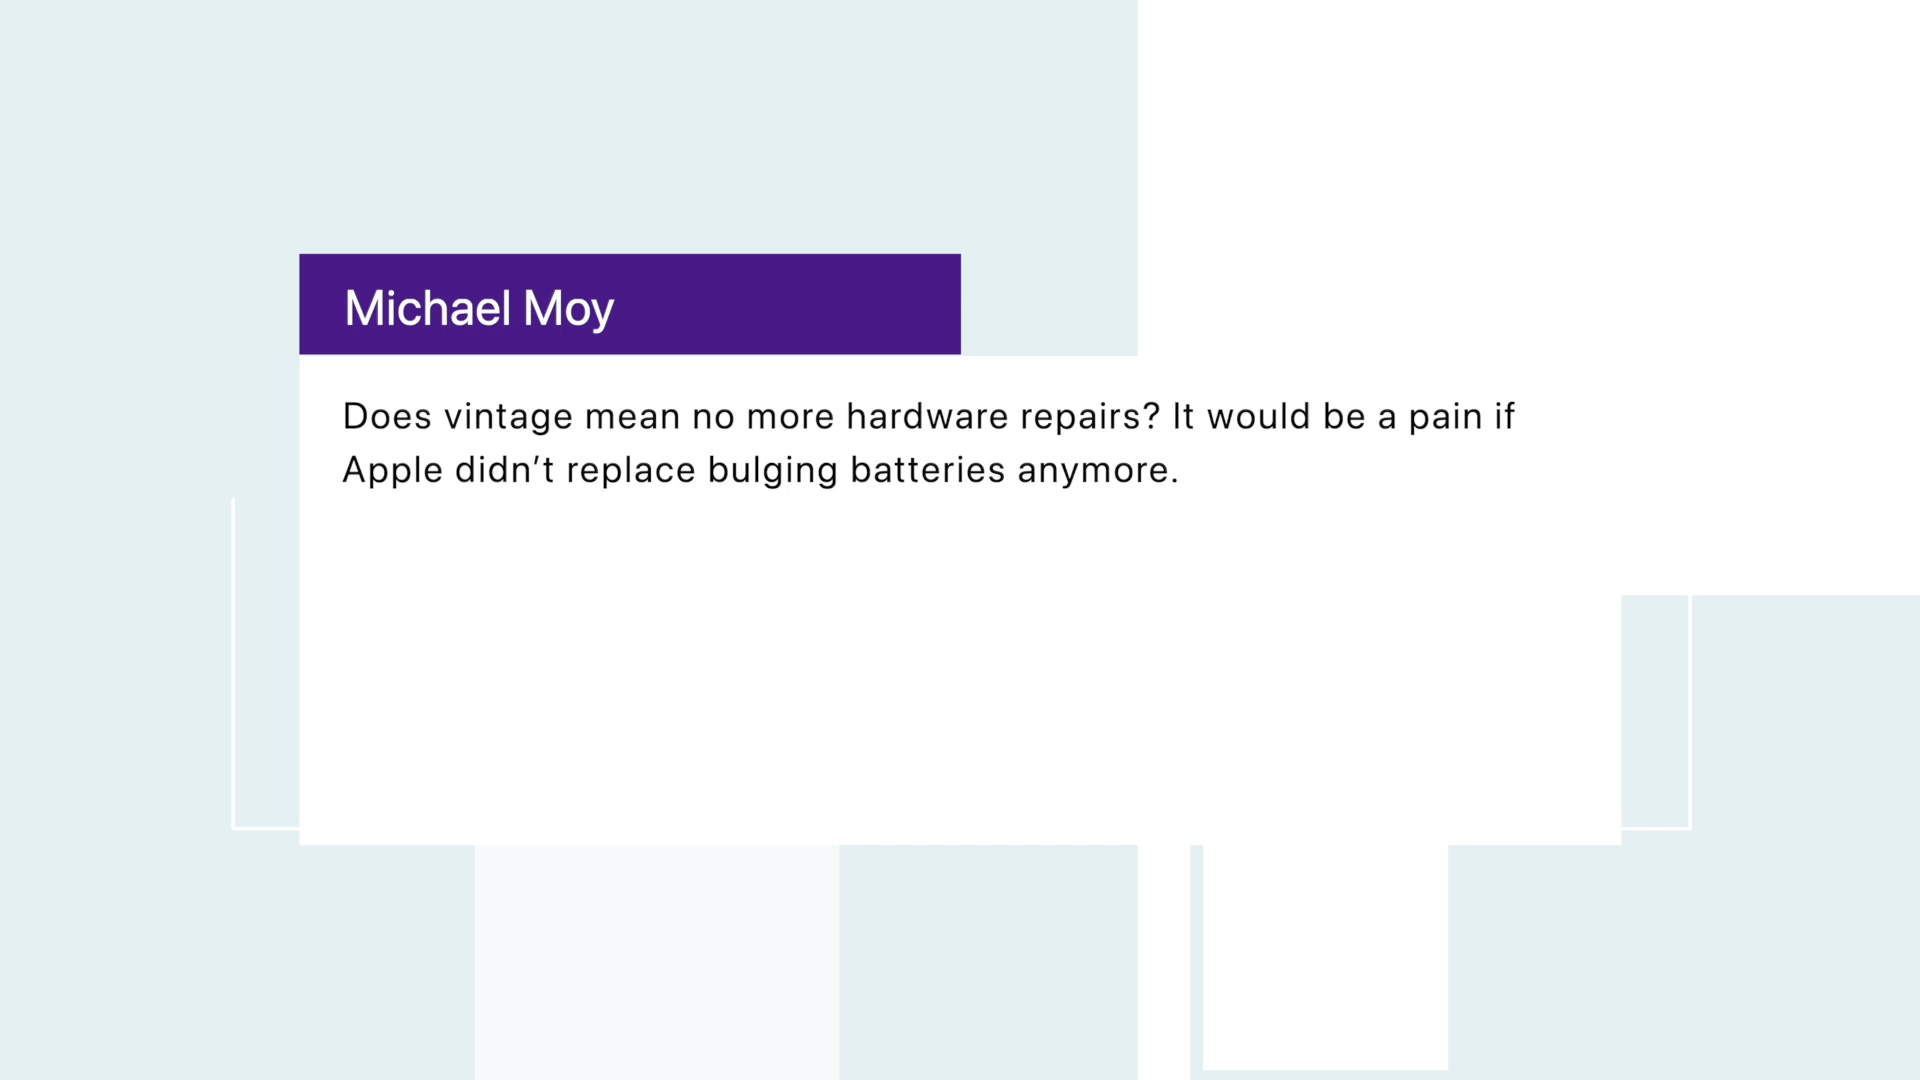 Michael Moy
Does vintage mean no more hardware repairs? It would be a pain if
Apple didn’t replace bulging batteries anymore.